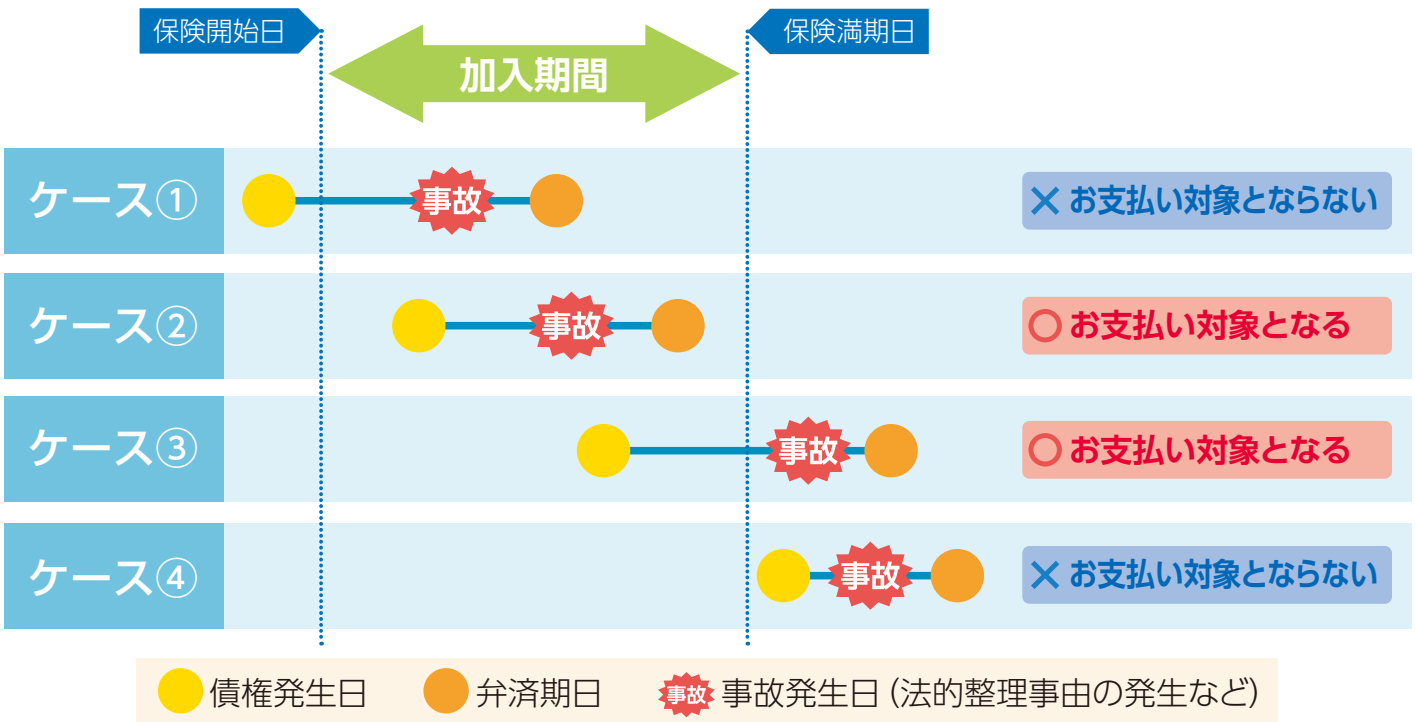 保険開始日
保険満期日
加入期間
ケース①
事故
× お支払い対象とならない
ケース②
事故
○ お支払い対象となる
ケース③
事故
○ お支払い対象となる
ケース④
事故
× お支払い対象とならない
債権発生日 弁済期日 事故 事故発生日(法的整理事由の発生など)